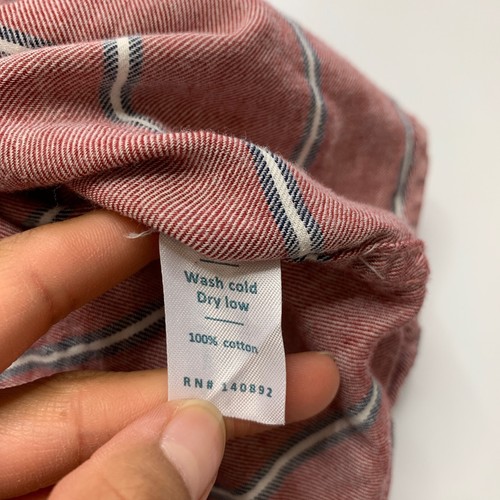 Wash cold
Dry low
100% cotton
RN# 140892